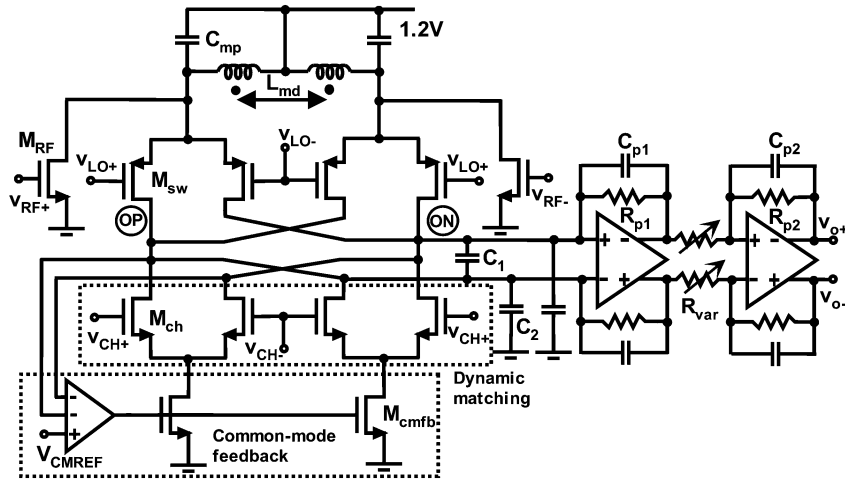 1.2V
Cmp
Lmd
MRF
vRF+
vLO+
Msw
vLO-
vLO+
vRF-
OP
ON
Cp1
Rp1
Cp2
Rp2
+ -
- +
+ -
- +
vo+
vo-
Rvar
C1
C2
Mch
vCH+
vCH-
vCH+
Dynamic
matching
-
-
+
VCMREF
Mcmfb
Common-mode
feedback